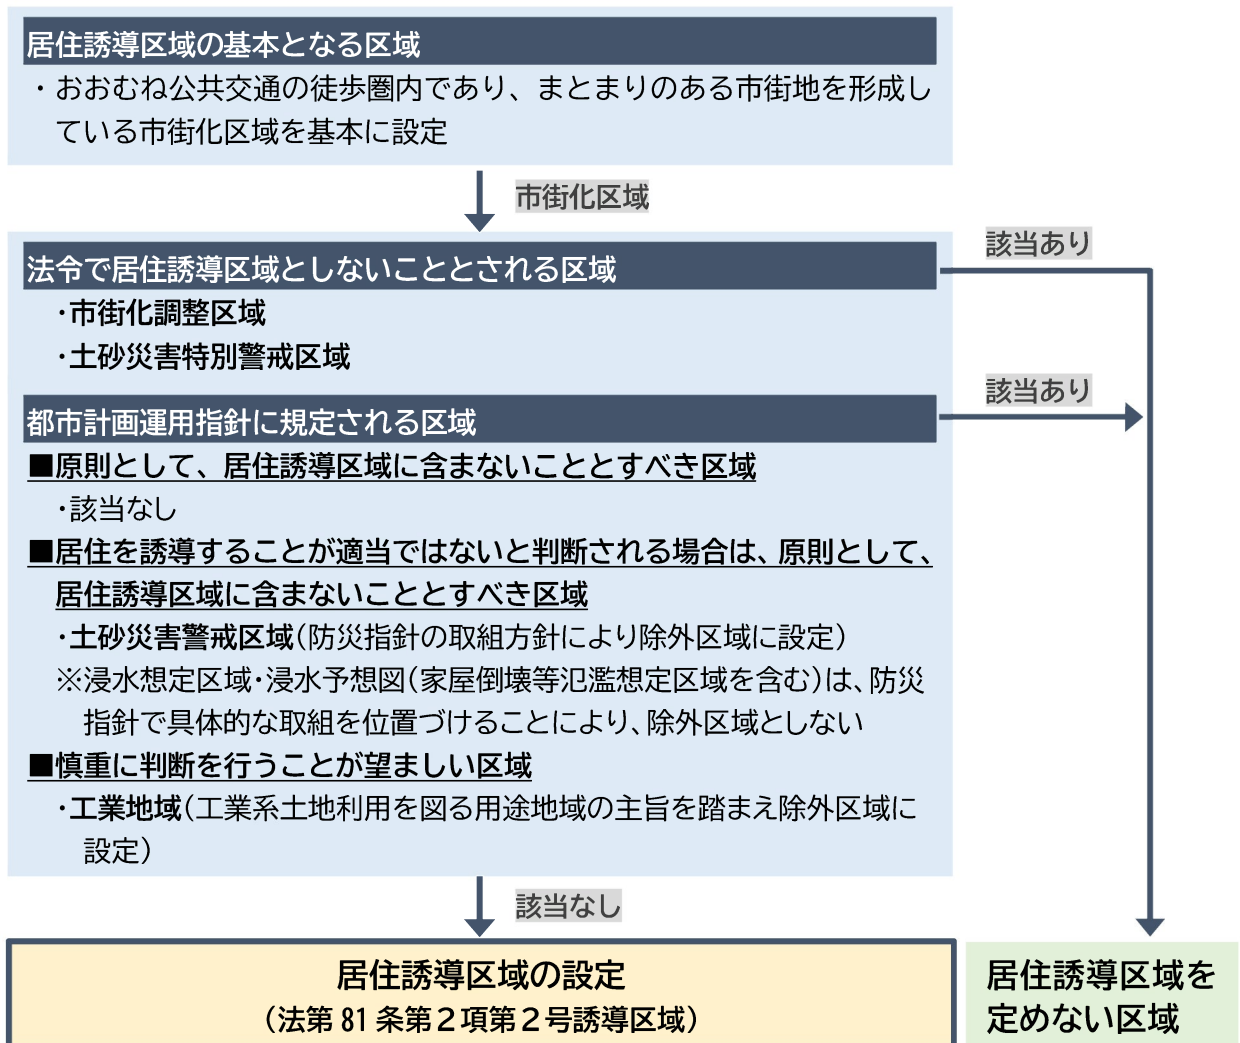 居住誘導区域の基本となる区域
・おおむね公共交通の徒歩圏内であり、まとまりのある市街地を形成し
ている市街化区域を基本に設定
市街化区域
該当あり
法令で居住誘導区域としないこととされる区域
・市街化調整区域
・土砂災害特別警戒区域
該当あり
都市計画運用指針に規定される区域
■原則として、居住誘導区域に含まないこととすべき区域
・該当なし
■居住を誘導することが適当ではないと判断される場合は、原則として、
居住誘導区域に含まないこととすべき区域
・土砂災害警戒区域（防災指針の取組方針により除外区域に設定）
※浸水想定区域・浸水予想図（家屋倒壊等氾濫想定区域を含む）は、防災
指針で具体的な取組を位置づけることにより、除外区域としない
■慎重に判断を行うことが望ましい区域
・工業地域（工業系土地利用を図る用途地域の主旨を踏まえ除外区域に
設定）
該当なし
居住誘導区域の設定
（法第 81 条第２項第２号誘導区域）
居住誘導区域を
定めない区域